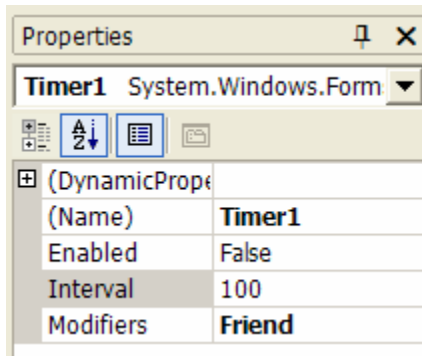 Properties
Timer1 System.Windows.Form
(DynamicPrope
(Name) Timer1
Enabled False
Interval 100
Modifiers Friend